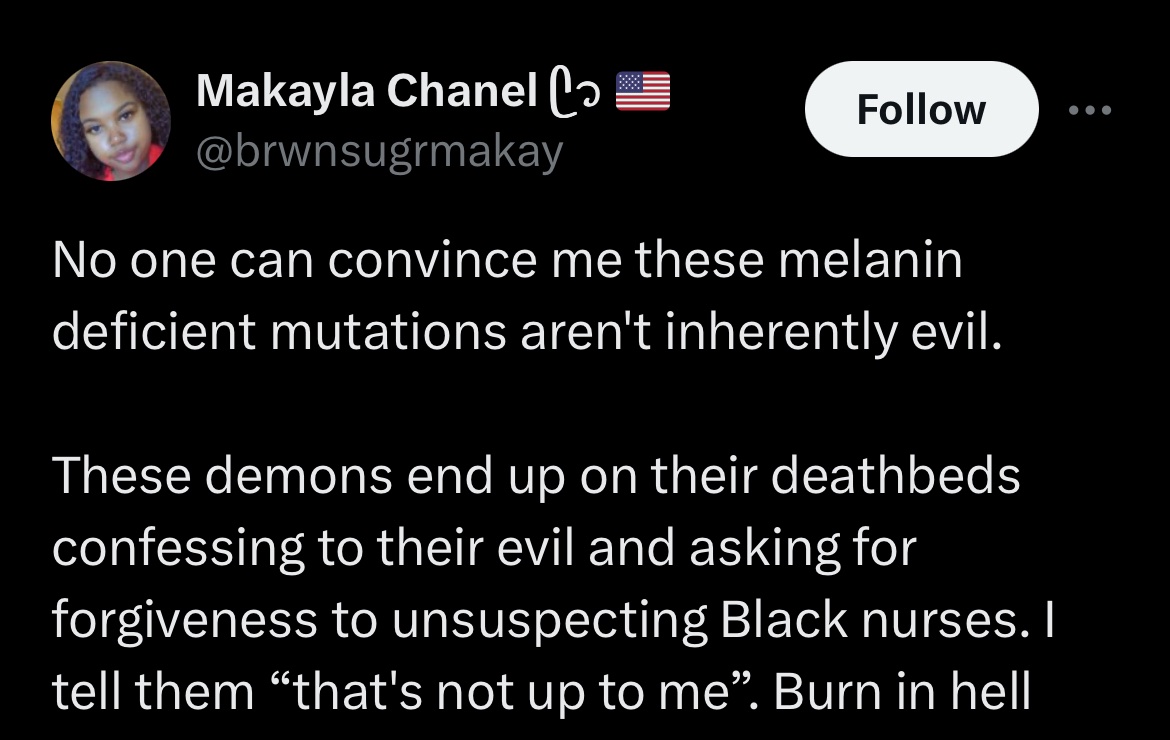 Makayla Chanel 🇺🇸
Follow
@brwnsugrmakay
No one can convince me these melanin
deficient mutations aren't inherently evil.
These demons end up on their deathbeds
confessing to their evil and asking for
forgiveness to unsuspecting Black nurses. I
tell them “that's not up to me”. Burn in hell